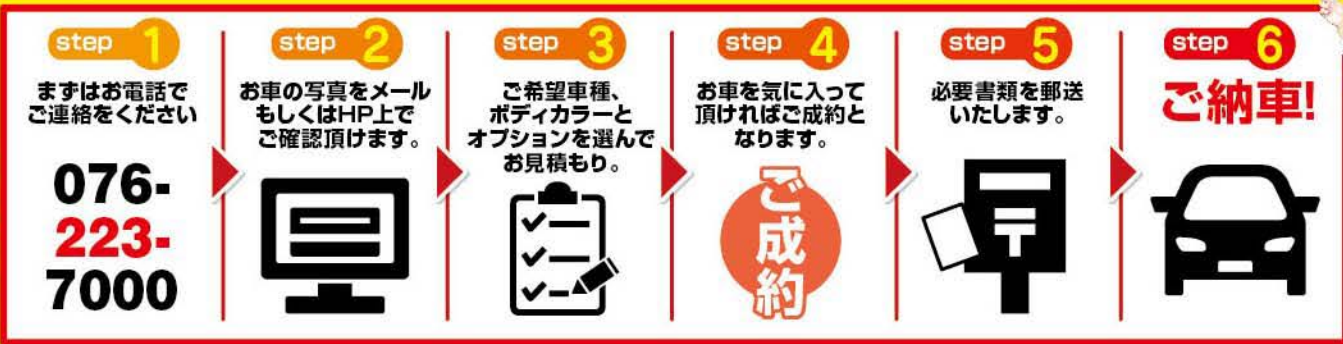 step 1
まずはお電話で
ご連絡をください
076-
223-
7000
step 2
お車の写真をメール
もしくはHP上で
ご確認頂けます。
step 3
ご希望車種、
ボディカラーと
オプションを選んで
お見積もり。
step 4
お車を気に入って
頂ければご成約と
なります。
ご成約
step 5
必要書類を郵送
いたします。
〒
step 6
ご納車!